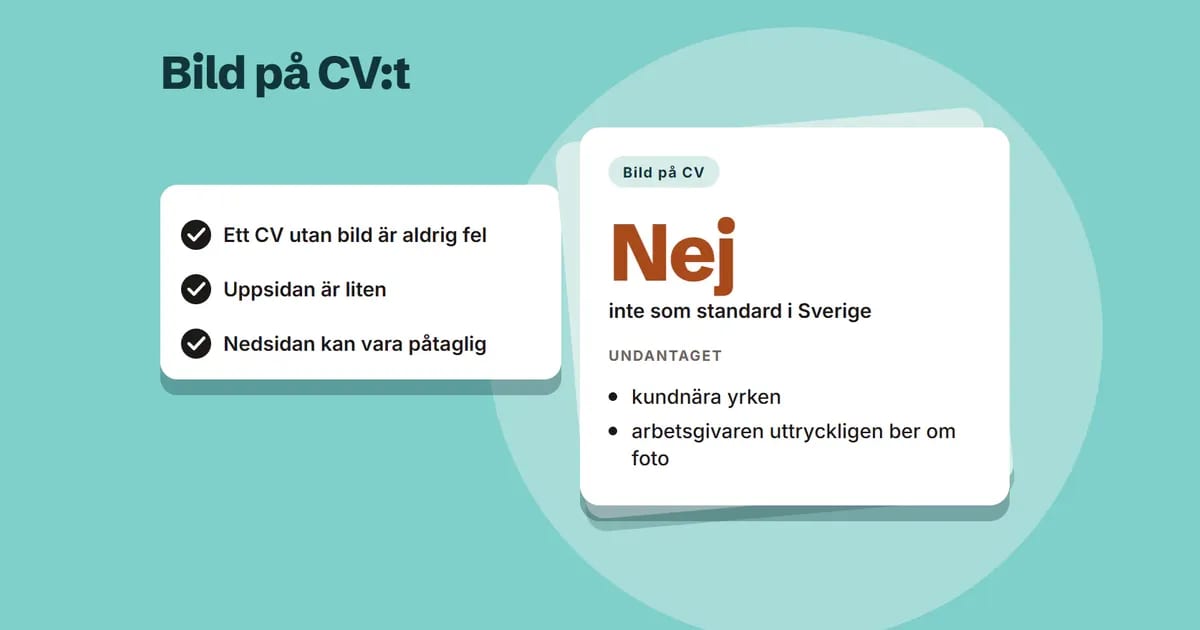 Bild på CV:t
Ett CV utan bild är aldrig fel
Uppsidan är liten
Nedsidan kan vara påtaglig
Bild på CV
Nej
inte som standard i Sverige
UNDANTAGET
kundnära yrken
arbetsgivaren uttryckligen ber om
foto